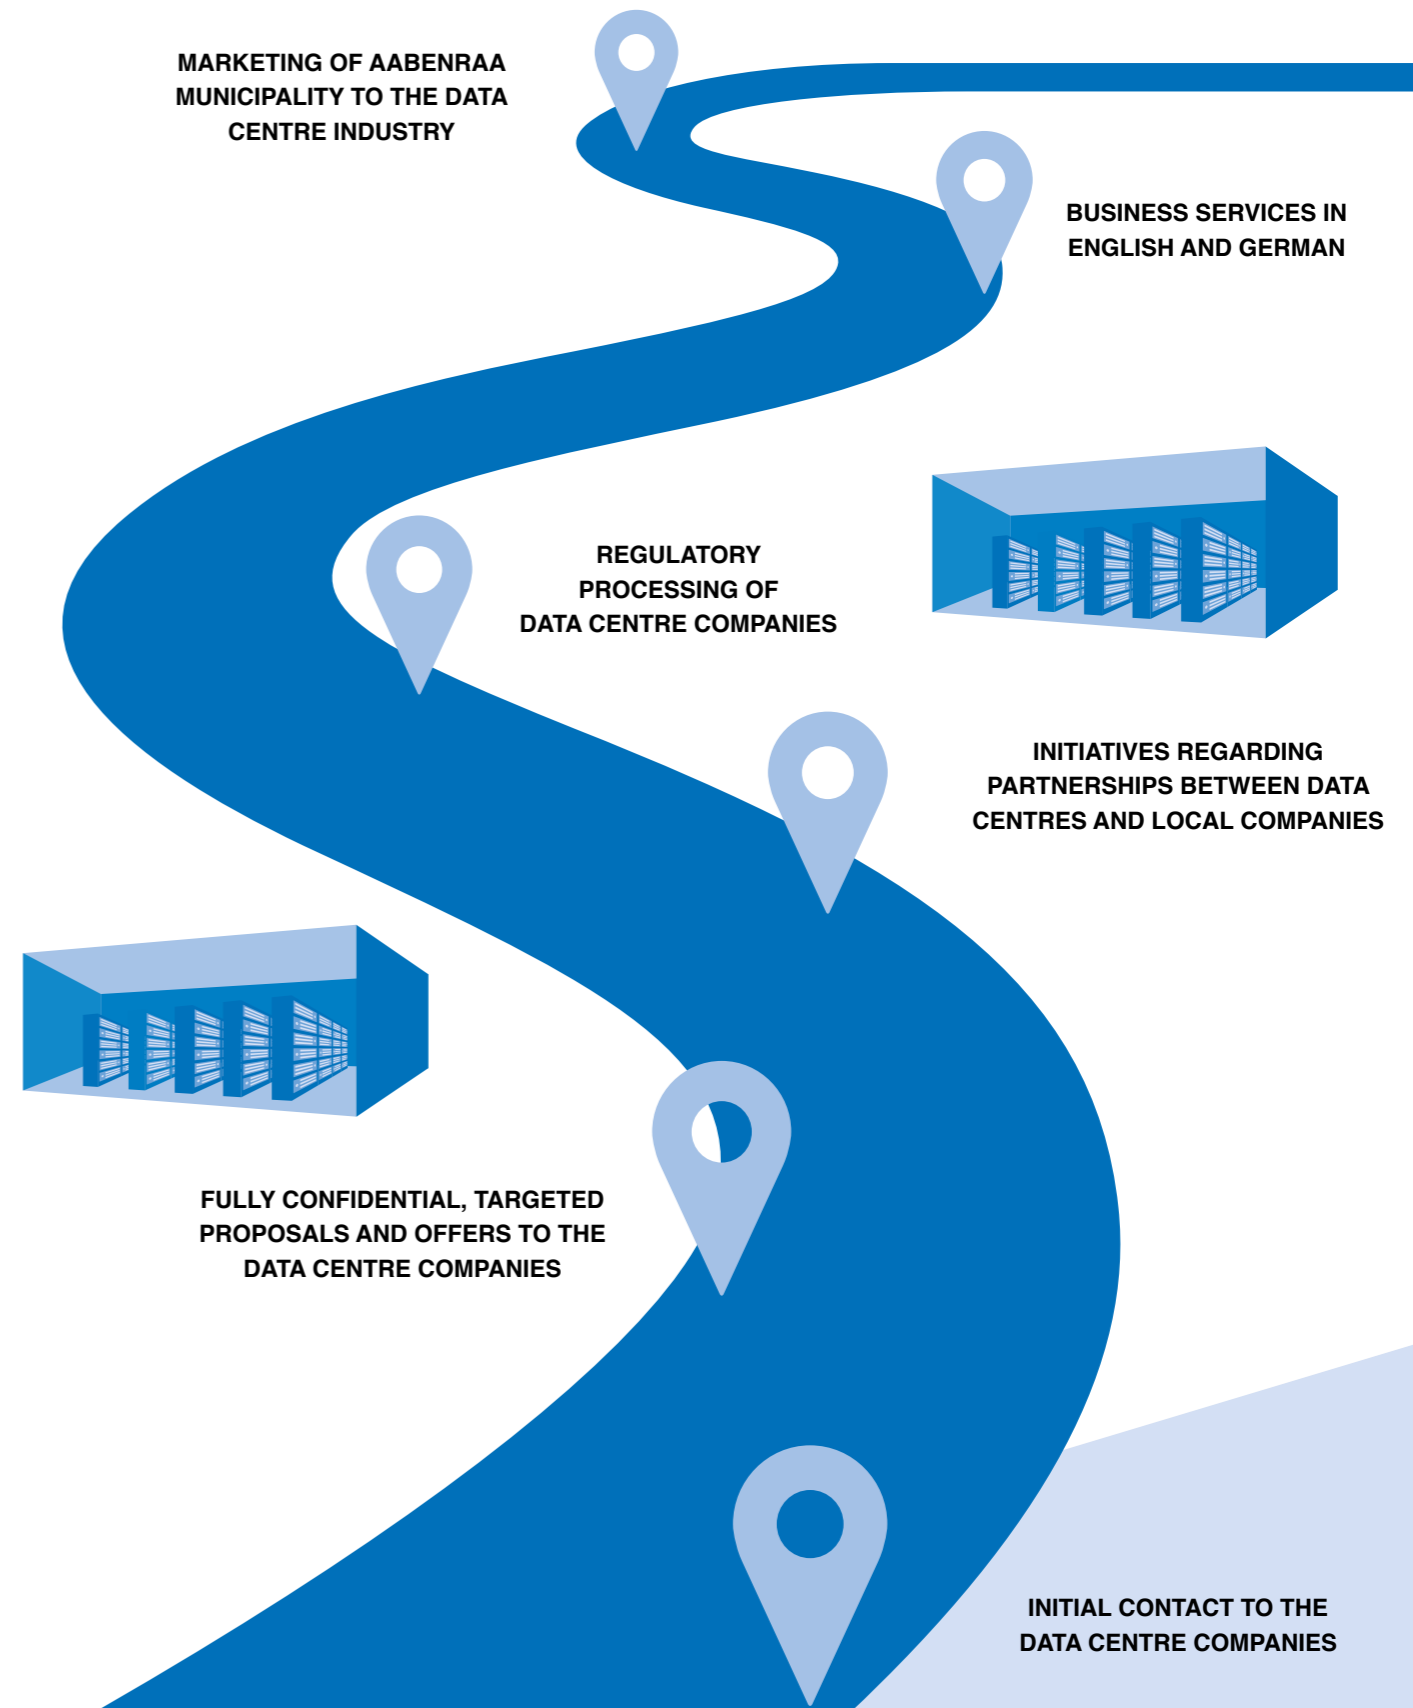 MARKETING OF AABENRAA
MUNICIPALITY TO THE DATA
CENTRE INDUSTRY
BUSINESS SERVICES IN
ENGLISH AND GERMAN
REGULATORY
PROCESSING OF
DATA CENTRE COMPANIES
INITIATIVES REGARDING
PARTNERSHIPS BETWEEN DATA
CENTRES AND LOCAL COMPANIES
FULLY CONFIDENTIAL, TARGETED
PROPOSALS AND OFFERS TO THE
DATA CENTRE COMPANIES
INITIAL CONTACT TO THE
DATA CENTRE COMPANIES